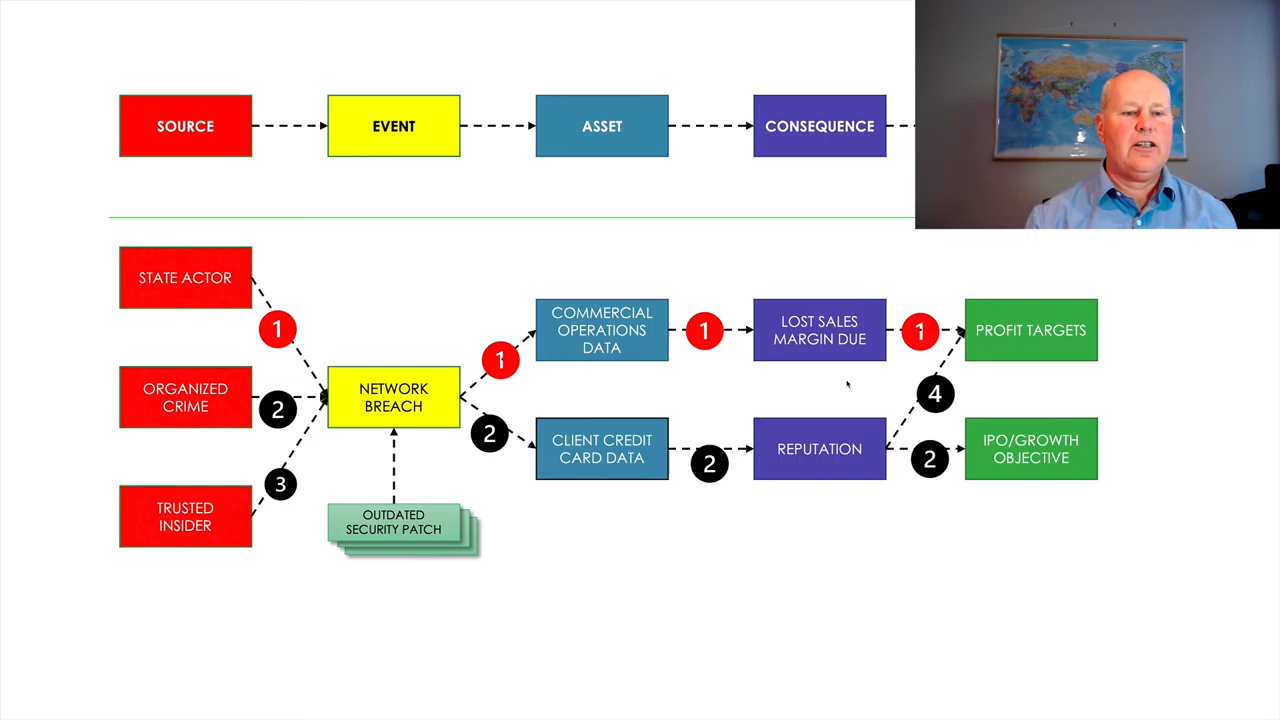 SOURCE
EVENT
ASSET
CONSEQUENCE
STATE ACTOR
1
ORGANIZED
CRIME
2
TRUSTED
INSIDER
3
NETWORK
BREACH
OUTDATED
SECURITY PATCH
1
2
COMMERCIAL
OPERATIONS
DATA
1
LOST SALES
MARGIN DUE
1
PROFIT TARGETS
4
CLIENT CREDIT
CARD DATA
2
REPUTATION
2
IPO/GROWTH
OBJECTIVE